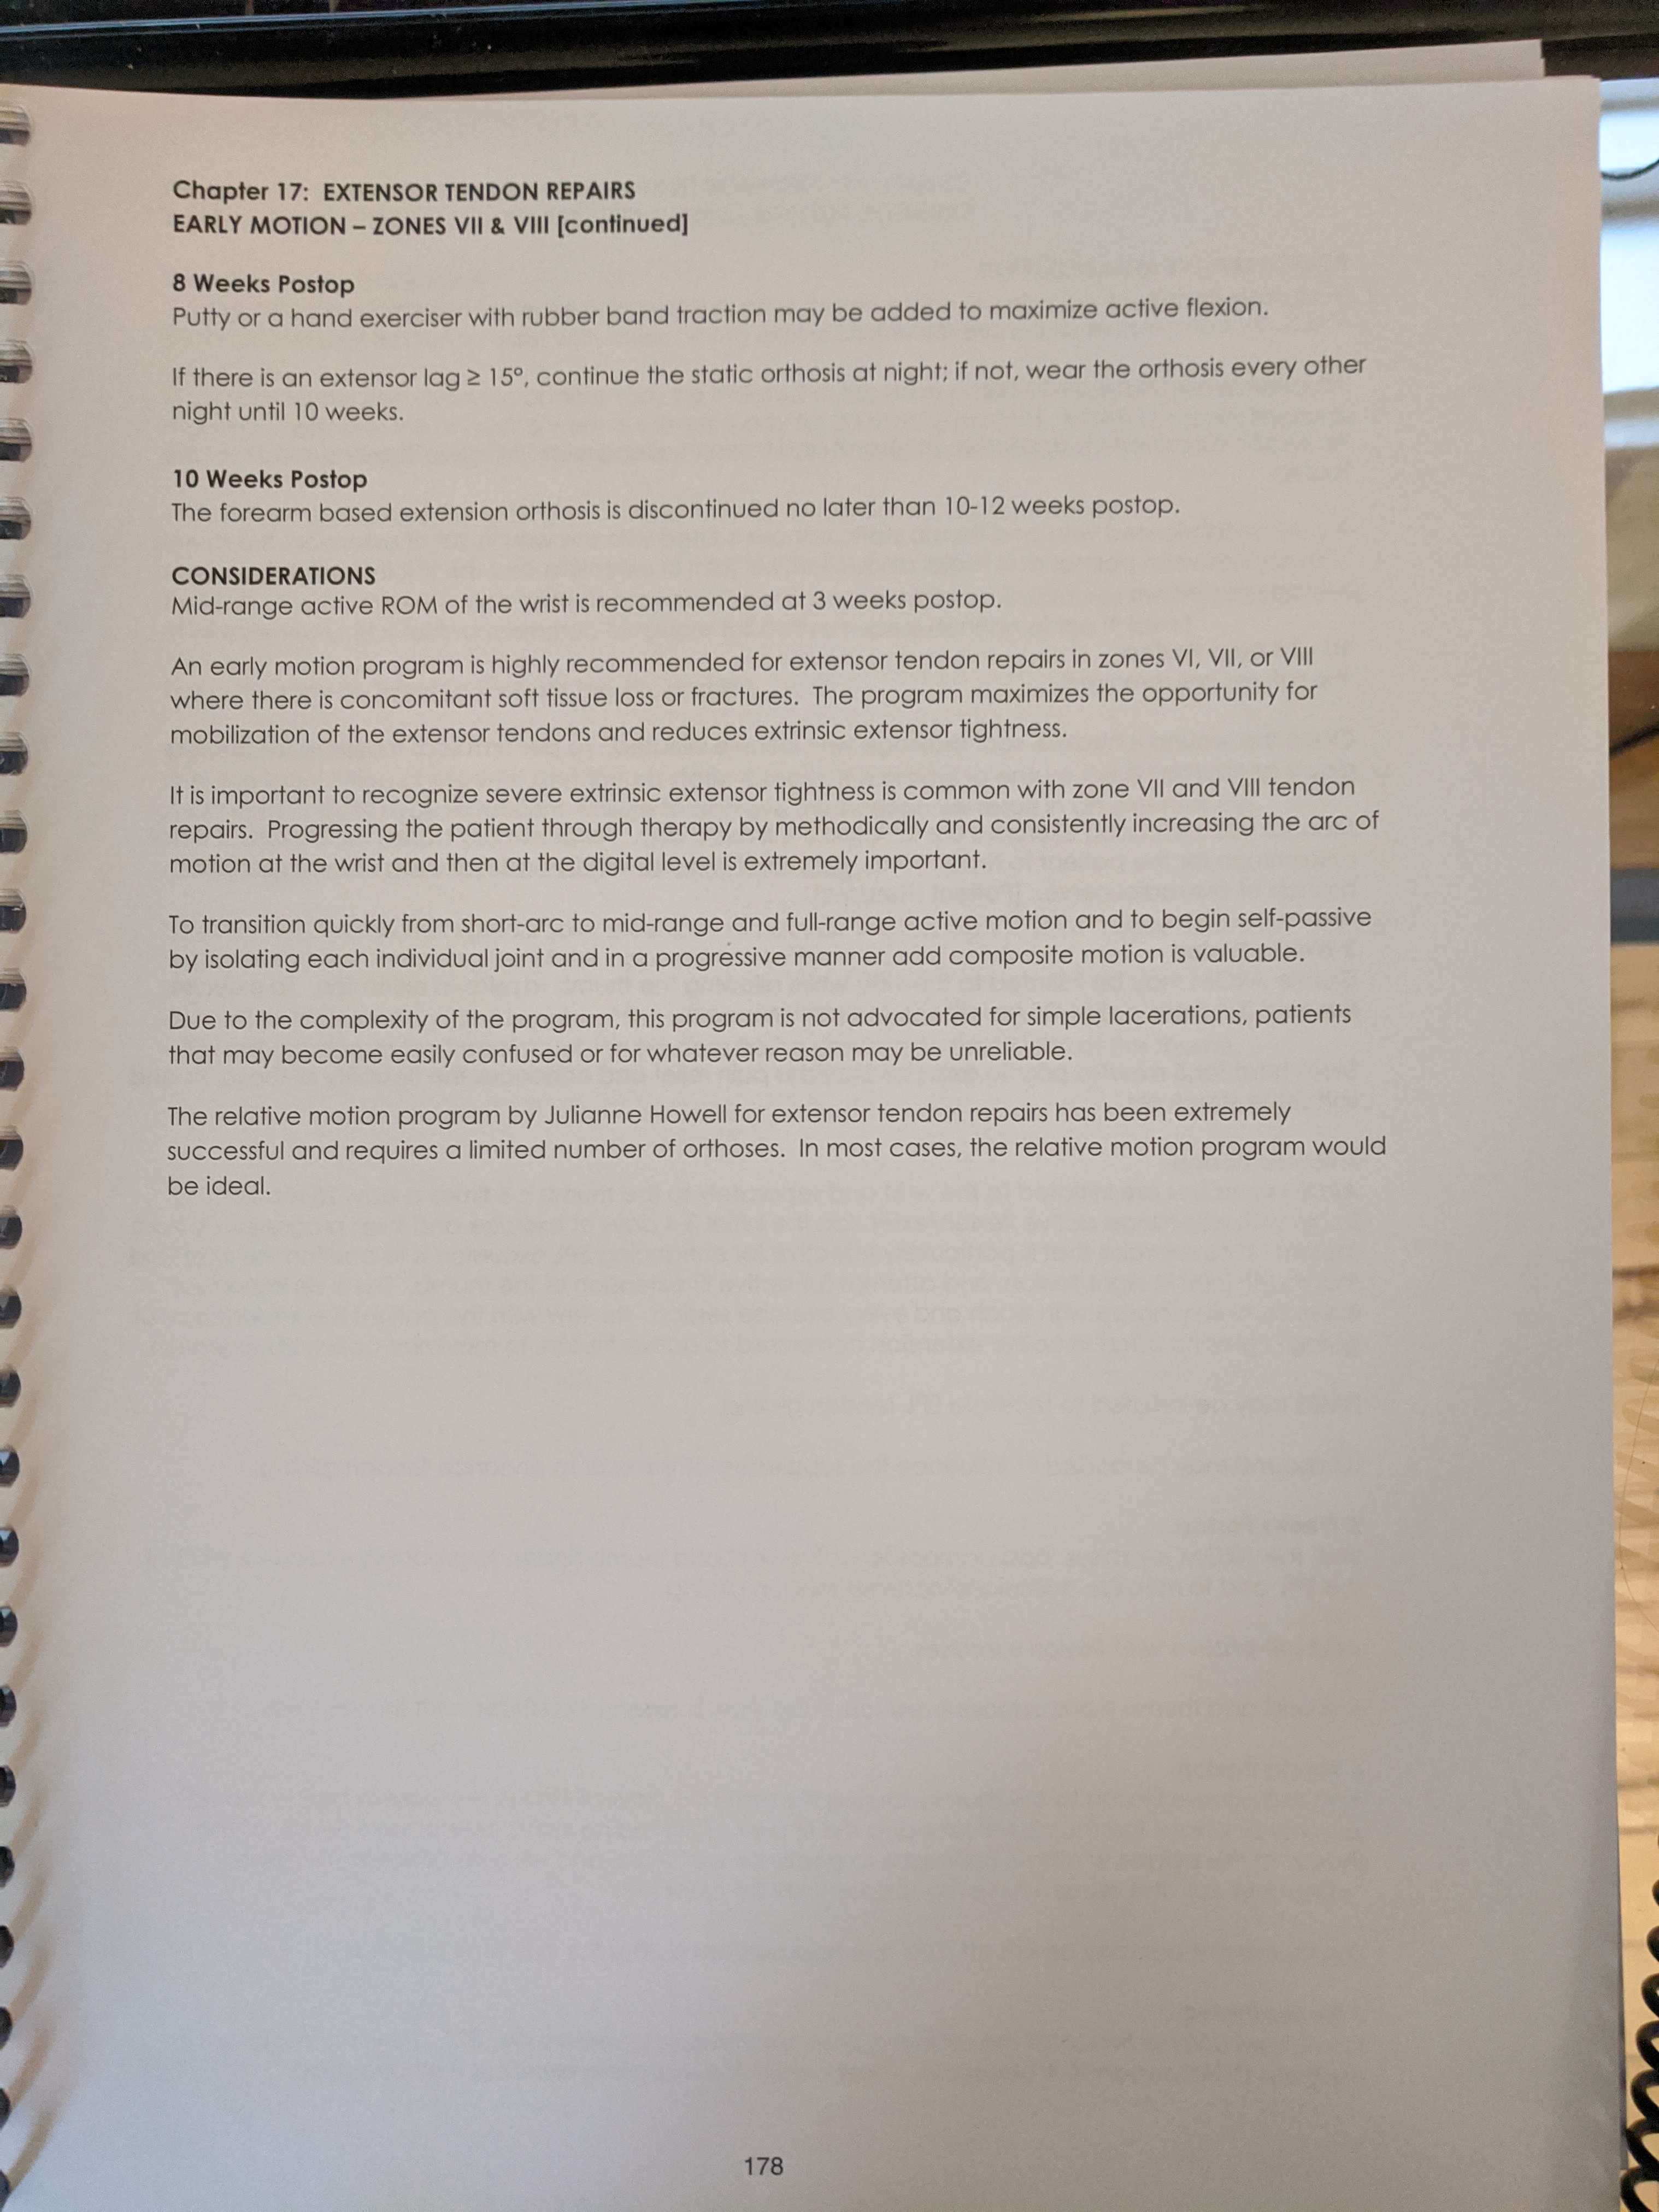 Chapter 17:  EXTENSOR TENDON REPAIRS
EARLY MOTION – ZONES VII & VIII [continued]
8 Weeks Postop
Putty or a hand exerciser with rubber band traction may be added to maximize active flexion.
If there is an extensor lag ≥ 15º, continue the static orthosis at night; if not, wear the orthosis every other
night until 10 weeks.
10 Weeks Postop
The forearm based extension orthosis is discontinued no later than 10-12 weeks postop.
CONSIDERATIONS
Mid-range active ROM of the wrist is recommended at 3 weeks postop.
An early motion program is highly recommended for extensor tendon repairs in zones VI, VII, or VIII
where there is concomitant soft tissue loss or fractures.  The program maximizes the opportunity for
mobilization of the extensor tendons and reduces extrinsic extensor tightness.
It is important to recognize severe extrinsic extensor tightness is common with zone VII and VIII tendon
repairs.  Progressing the patient through therapy by methodically and consistently increasing the arc of
motion at the wrist and then at the digital level is extremely important.
To transition quickly from short-arc to mid-range and full-range active motion and to begin self-passive
by isolating each individual joint and in a progressive manner add composite motion is valuable.
Due to the complexity of the program, this program is not advocated for simple lacerations, patients
that may become easily confused or for whatever reason may be unreliable.
The relative motion program by Julianne Howell for extensor tendon repairs has been extremely
successful and requires a limited number of orthoses.  In most cases, the relative motion program would
be ideal.
178